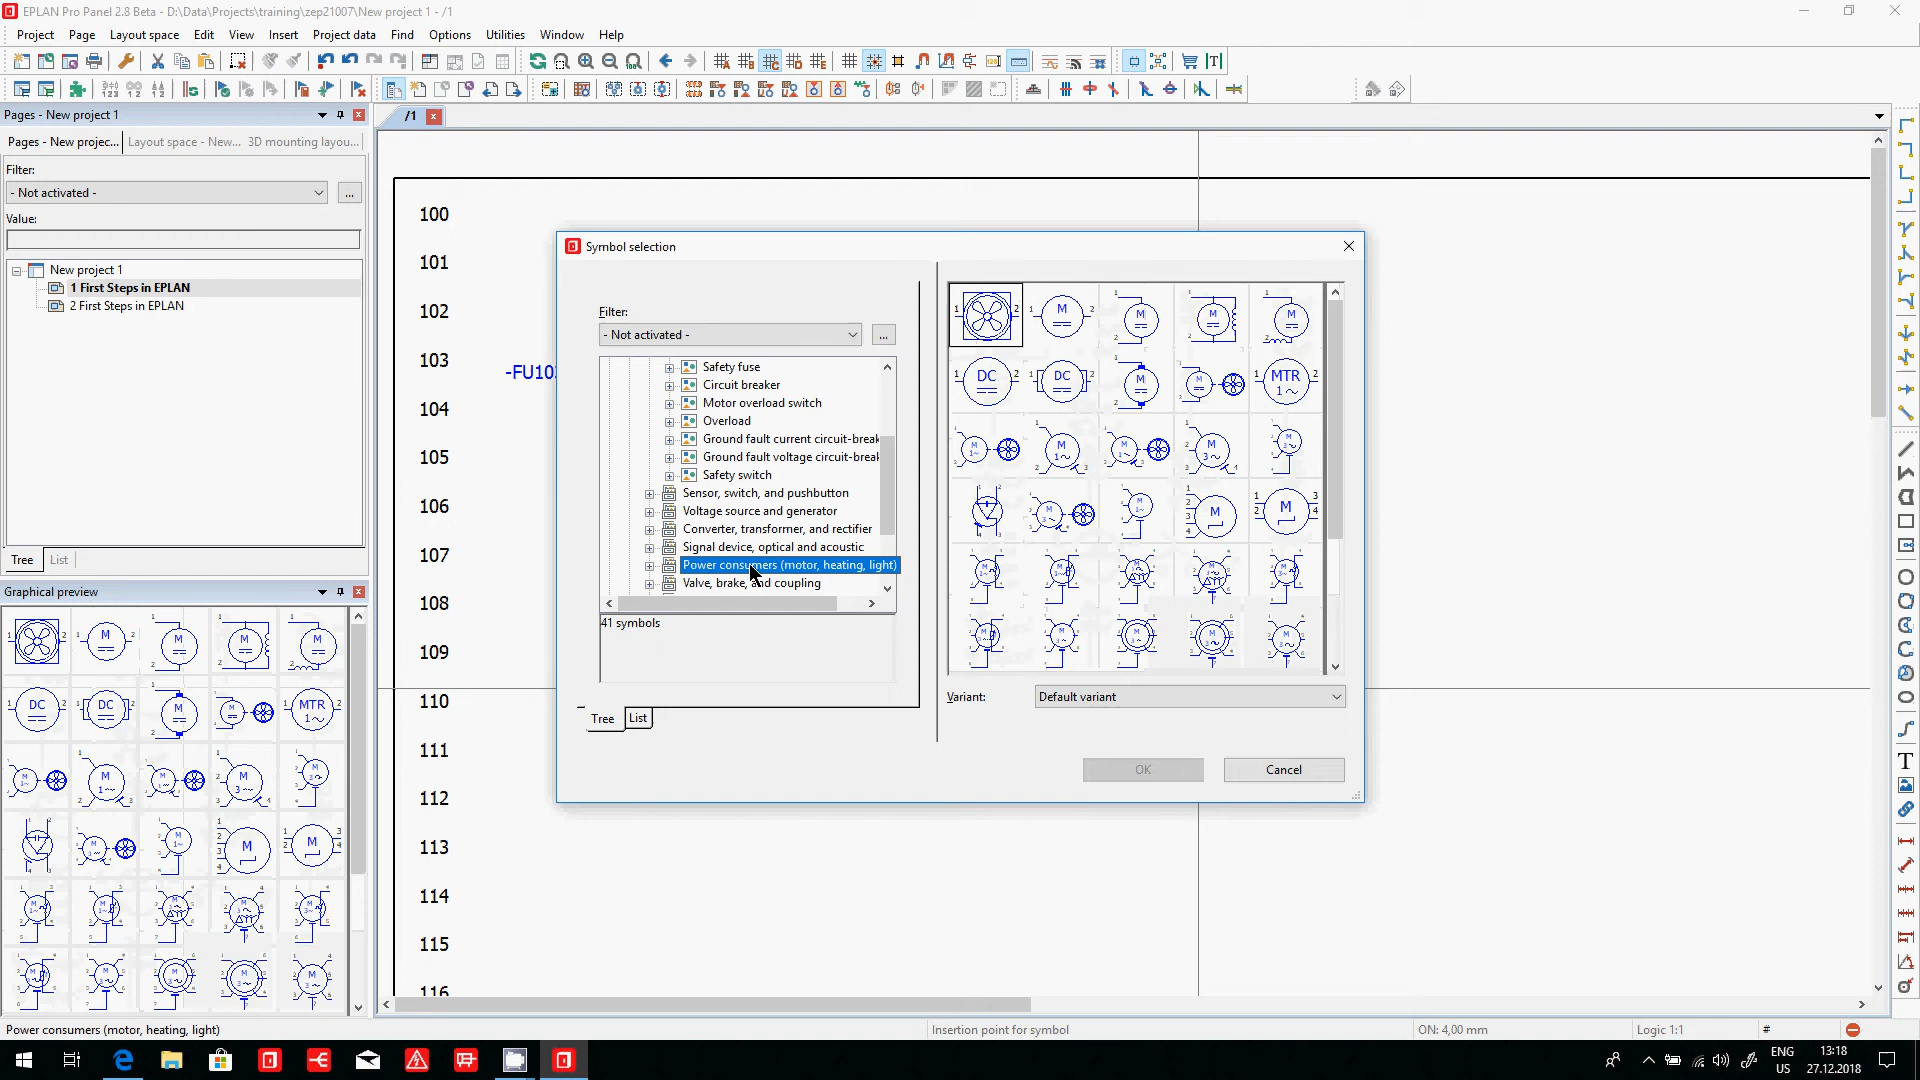 EPLAN Pro Panel 2.8 Beta - D:\Data\Projects\training\zep21007\New project 1 - /1
Project Page Layout space Edit View Insert Project data Find Options Utilities Window Help
Pages - New project 1
/1
Pages - New projec... Layout space - New... 3D mounting layou...
Filter:
- Not activated -
...
Value:
New project 1
1 First Steps in EPLAN
2 First Steps in EPLAN
Tree List
Graphical preview
100
101
102
103
-FU10
104
105
106
107
108
109
110
111
112
113
114
115
116
Symbol selection
Filter:
- Not activated -
...
Safety fuse
Circuit breaker
Motor overload switch
Overload
Ground fault current circuit-break
Ground fault voltage circuit-break
Safety switch
Sensor, switch, and pushbutton
Voltage source and generator
Converter, transformer, and rectifier
Signal device, optical and acoustic
Power consumers (motor, heating, light)
Valve, brake, and coupling
41 symbols
Tree List
DC DC MTR
Variant:
Default variant
OK Cancel
DC DC MTR
Power consumers (motor, heating, light)
Insertion point for symbol
ON: 4,00 mm
Logic 1:1
#
ENG
US
13:18
27.12.2018